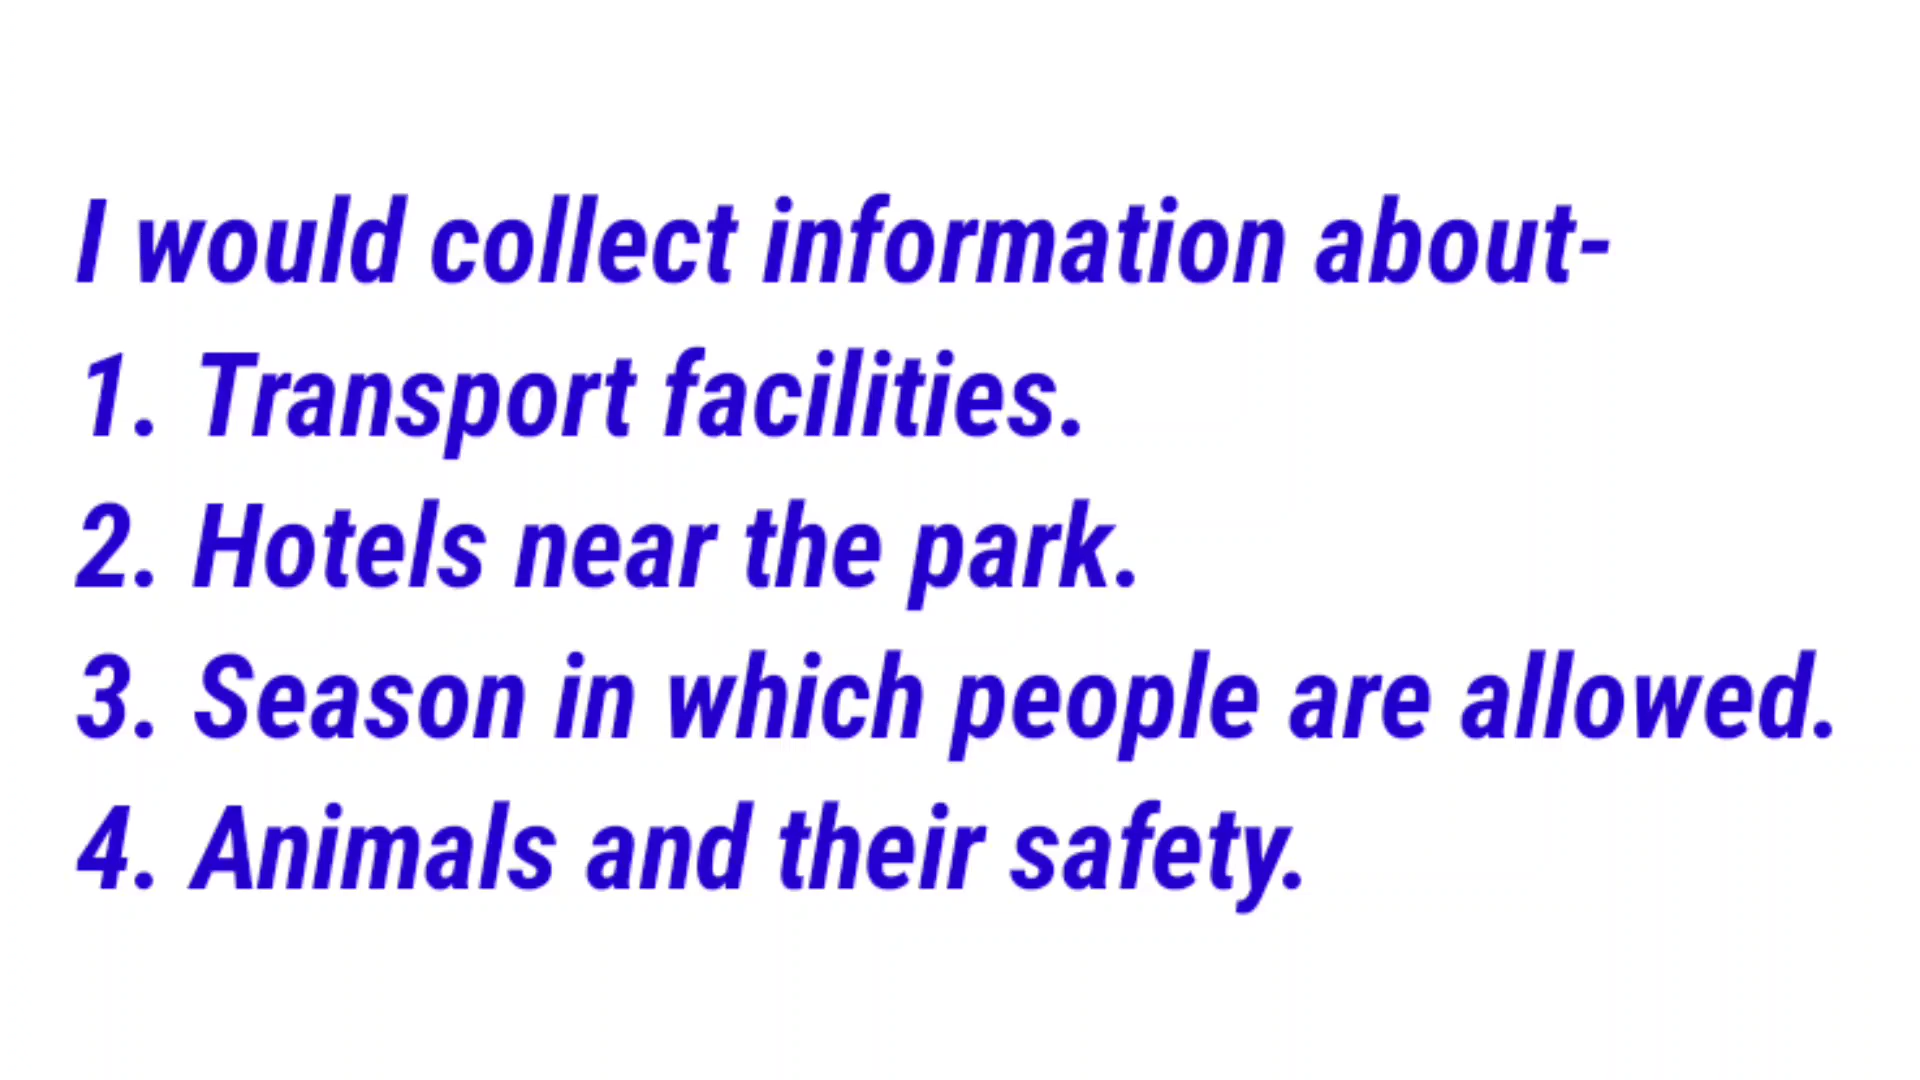 I would collect information about-
1. Transport facilities.
2. Hotels near the park.
3. Season in which people are allowed.
4. Animals and their safety.